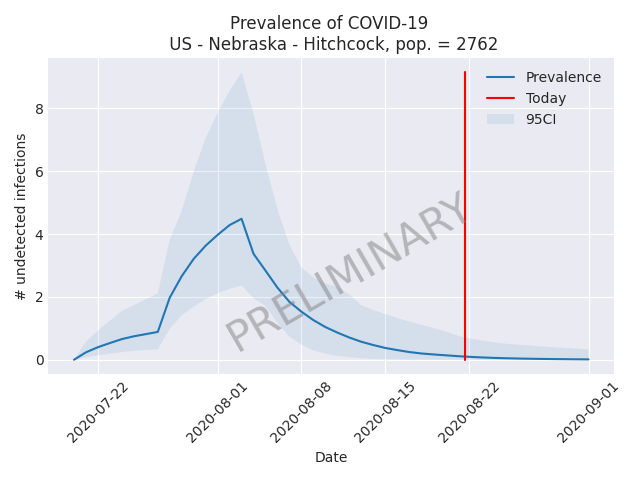 Prevalence of COVID-19
US - Nebraska - Hitchcock, pop. = 2762
Prevalence
Today
95CI
8
6
4
2
0
# undetected infections
PRELIMINARY
2020-07-22
2020-08-01
2020-08-08
2020-08-15
2020-08-22
2020-09-01
Date